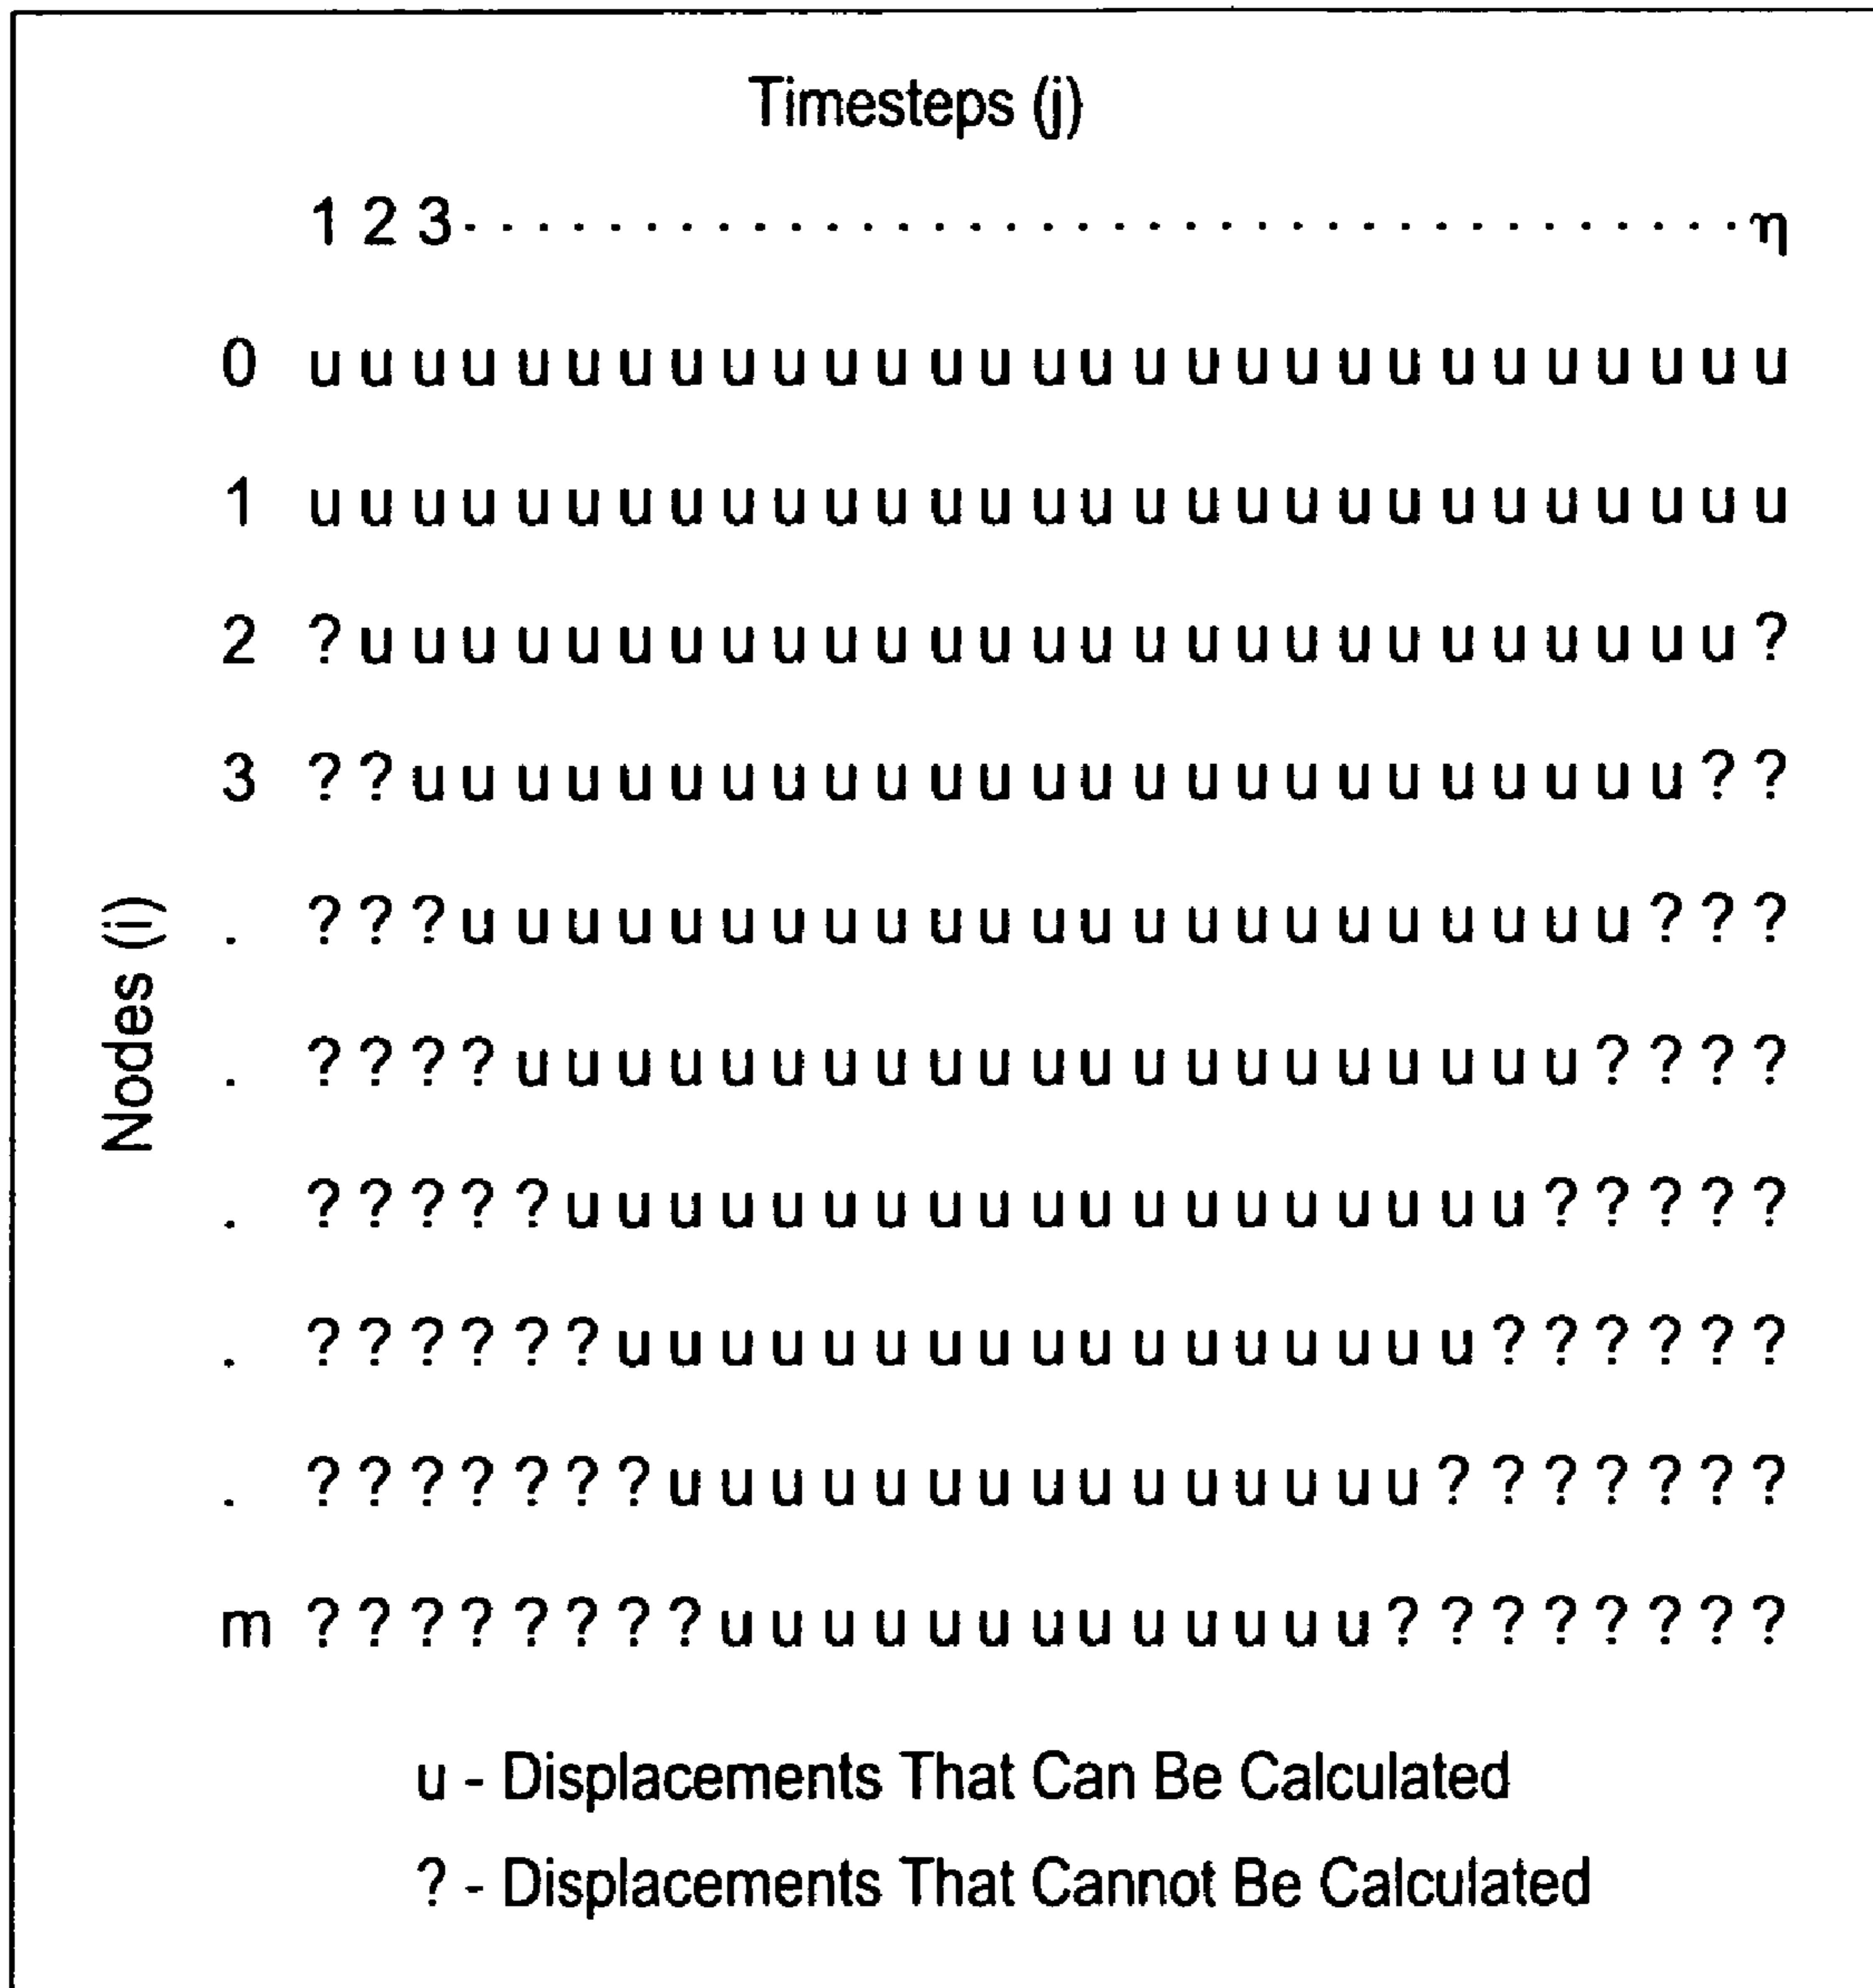 Timesteps (j)
1 2 3 . . . . . . . . . . . . . . . . . . . . . . . . . . . . . . . . . . . . η
0 u u u u u u u u u u u u u u u u u u u u u u u u u u u u u
1 u u u u u u u u u u u u u u u u u u u u u u u u u u u u u
2 ? u u u u u u u u u u u u u u u u u u u u u u u u u u u ?
3 ? ? u u u u u u u u u u u u u u u u u u u u u u u u u ? ?
. ? ? ? u u u u u u u u u u u u u u u u u u u u u u u ? ? ?
. ? ? ? ? u u u u u u u u u u u u u u u u u u u u u ? ? ? ?
. ? ? ? ? ? u u u u u u u u u u u u u u u u u u u ? ? ? ? ?
. ? ? ? ? ? ? u u u u u u u u u u u u u u u u u ? ? ? ? ? ?
. ? ? ? ? ? ? ? u u u u u u u u u u u u u u u ? ? ? ? ? ? ?
m ? ? ? ? ? ? ? ? u u u u u u u u u u u u u ? ? ? ? ? ? ? ?
Nodes (i)
u - Displacements That Can Be Calculated
? - Displacements That Cannot Be Calculated